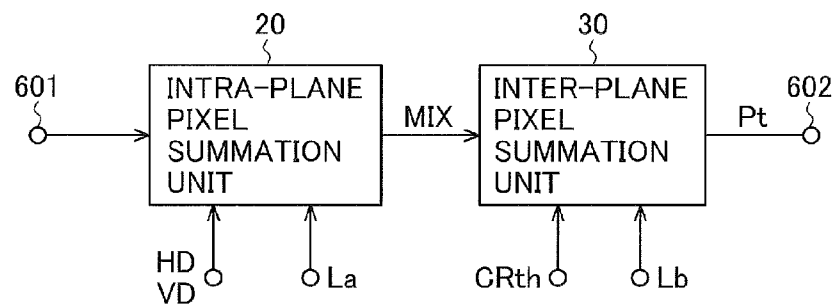 20
30
601
INTRA-PLANE
PIXEL
SUMMATION
UNIT
MIX
INTER-PLANE
PIXEL
SUMMATION
UNIT
Pt
602
HD
VD
La
CRth
Lb